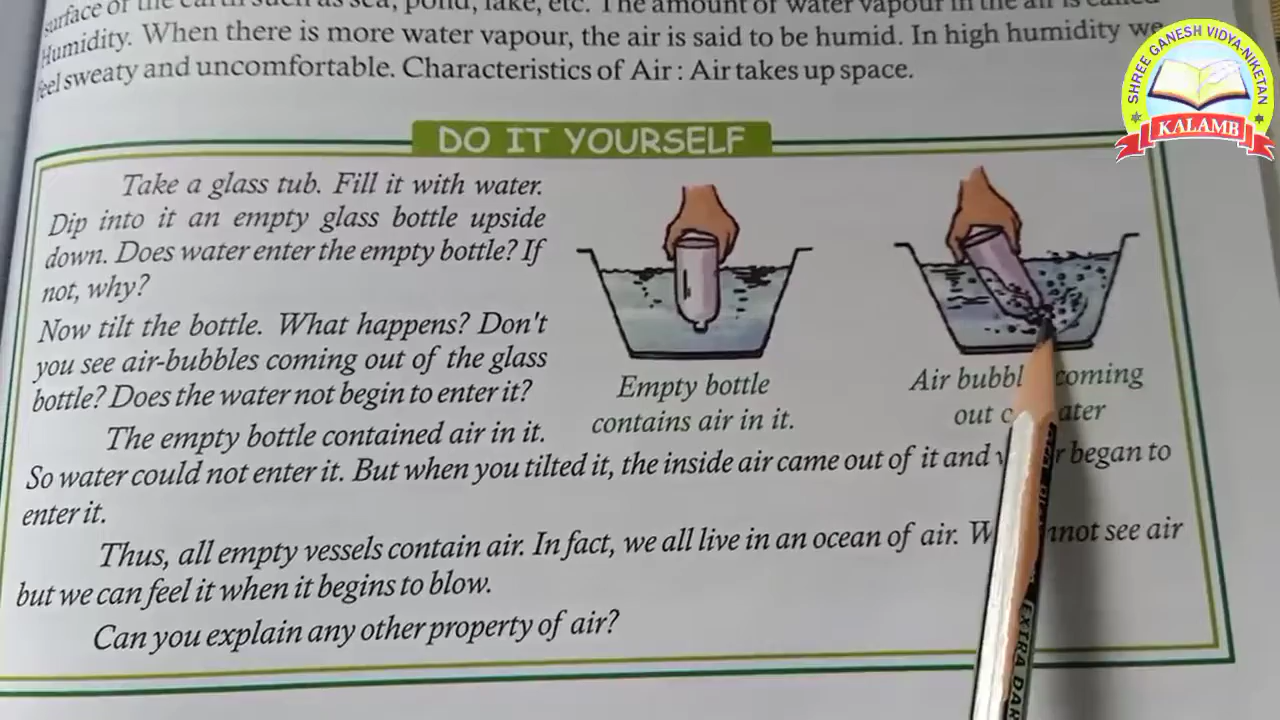 surface of the earth such as sea, pond, lake, etc. The amount of water vapour in the air is called
Humidity. When there is more water vapour, the air is said to be humid. In high humidity we
feel sweaty and uncomfortable. Characteristics of Air : Air takes up space.
SHREE GANESH VIDYA-NIKETAN
KALAMB
DO IT YOURSELF
Take a glass tub. Fill it with water.
Dip into it an empty glass bottle upside
down. Does water enter the empty bottle? If
not, why?
Now tilt the bottle. What happens? Don't
you see air-bubbles coming out of the glass
bottle? Does the water not begin to enter it?
The empty bottle contained air in it.
Empty bottle
contains air in it.
Air bubbl coming
out ater
So water could not enter it. But when you tilted it, the inside air came out of it and began to
enter it.
Thus, all empty vessels contain air. In fact, we all live in an ocean of air. W nnot see air
but we can feel it when it begins to blow.
Can you explain any other property of air?
EXTRA DAR